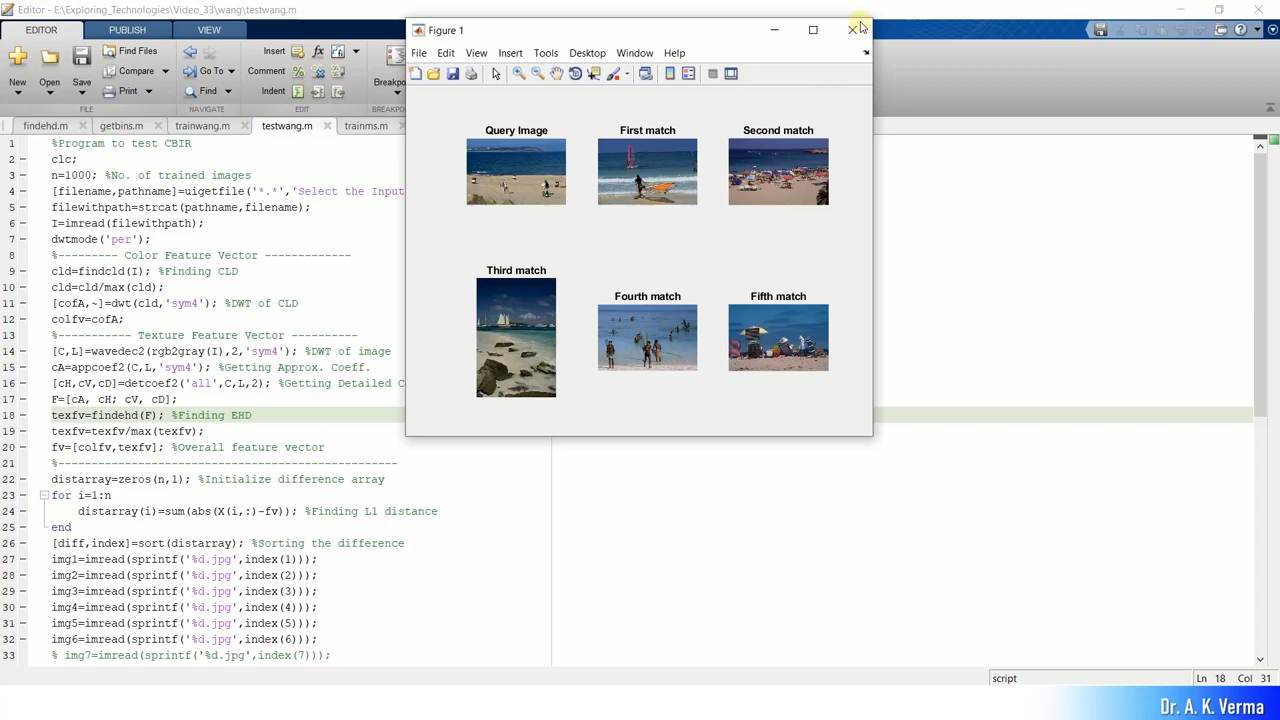 Editor - E:\Exploring_Technologies\Video_33\wang\testwang.m
EDITOR PUBLISH VIEW
New Open Save
Find Files
Compare
Print
Insert
Comment
Indent
Go To
Find
Breakpo
FILE NAVIGATE EDIT BREAKPO
findehd.m getbins.m trainwang.m testwang.m trainms.m
1 %Program to test CBIR
2 clc;
3 n=1000; %No. of trained images
4 [filename,pathname]=uigetfile('*.*','Select the Input
5 filewithpath=strcat(pathname,filename);
6 I=imread(filewithpath);
7 dwtmode('per');
8 %--------- Color Feature Vector -------------
9 cld=findcld(I); %Finding CLD
10 cld=cld/max(cld);
11 [cofA,~]=dwt(cld,'sym4'); %DWT of CLD
12 colfv=cofA;
13 %----------- Texture Feature Vector ----------
14 [C,L]=wavedec2(rgb2gray(I),2,'sym4'); %DWT of image
15 cA=appcoef2(C,L,'sym4'); %Getting Approx. Coeff.
16 [cH,cV,cD]=detcoef2('all',C,L,2); %Getting Detailed C
17 F=[cA, cH; cV, cD];
18 texfv=findehd(F); %Finding EHD
19 texfv=texfv/max(texfv);
20 fv=[colfv,texfv]; %Overall feature vector
21 %---------------------------------------------------
22 distarray=zeros(n,1); %Initialize difference array
23 for i=1:n
24 distarray(i)=sum(abs(X(i,:)-fv)); %Finding L1 distance
25 end
26 [diff,index]=sort(distarray); %Sorting the difference
27 img1=imread(sprintf('%d.jpg',index(1)));
28 img2=imread(sprintf('%d.jpg',index(2)));
29 img3=imread(sprintf('%d.jpg',index(3)));
30 img4=imread(sprintf('%d.jpg',index(4)));
31 img5=imread(sprintf('%d.jpg',index(5)));
32 img6=imread(sprintf('%d.jpg',index(6)));
33 % img7=imread(sprintf('%d.jpg',index(7)));
Figure 1
File Edit View Insert Tools Desktop Window Help
Query Image First match Second match
Third match Fourth match Fifth match
script Ln 18 Col 31
Dr. A. K. Verma